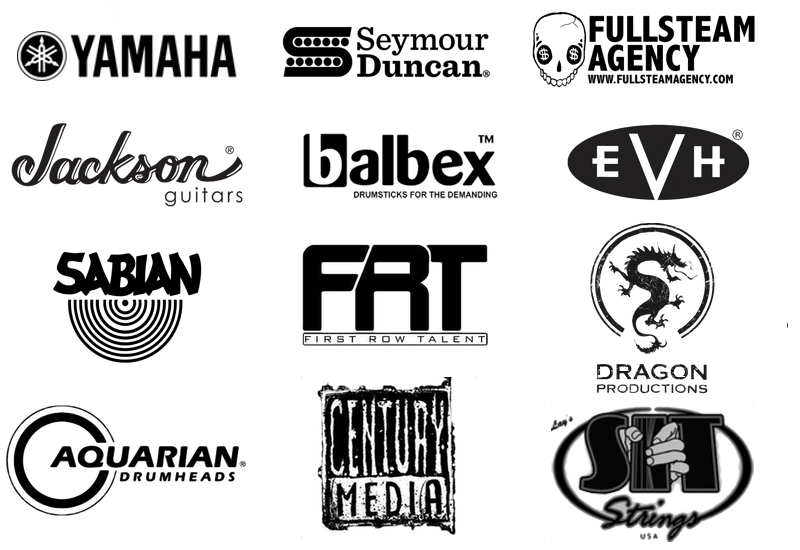 YAMAHA
Seymour
Duncan®
FULLSTEAM
AGENCY
WWW.FULLSTEAMAGENCY.COM
Jackson®
guitars
balbex™
DRUMSTICKS FOR THE DEMANDING
EVH®
SABIAN
FRT
FIRST ROW TALENT
DRAGON
PRODUCTIONS
AQUARIAN®
DRUMHEADS
CENTURY
MEDIA
SIT
Strings
USA